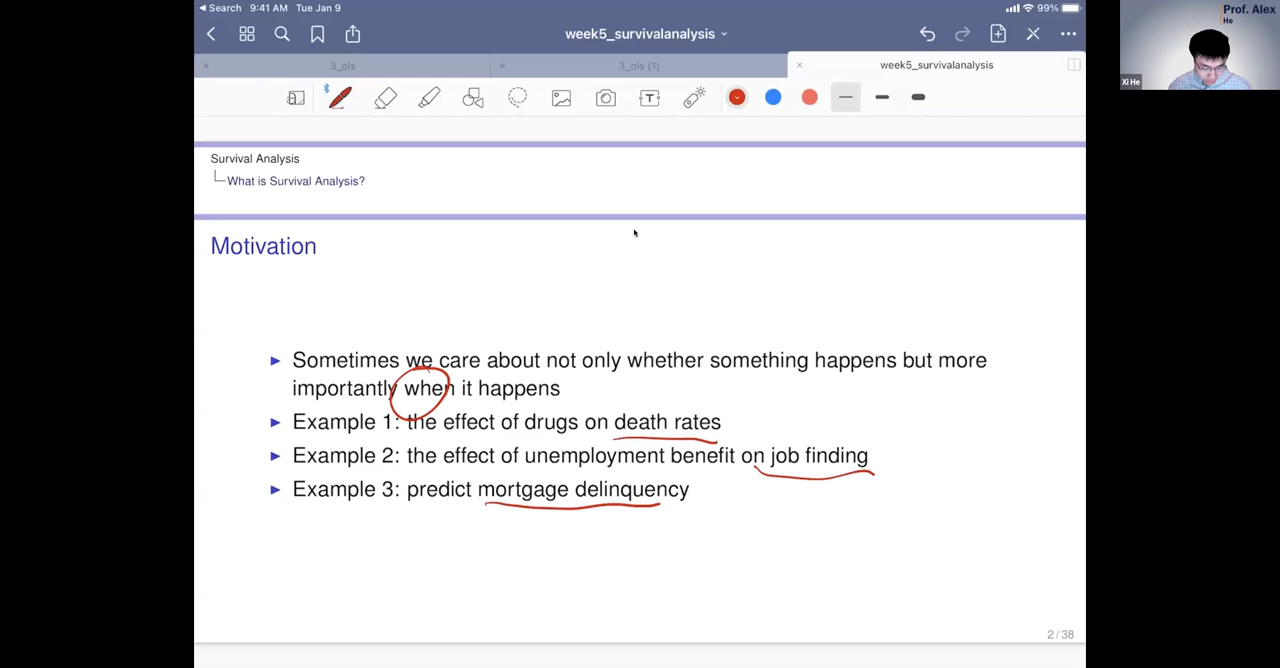 Search 9:41 AM Tue Jan 9
99%
week5_survivalanalysis
3_ols
3_ols (1)
week5_survivalanalysis
T
Survival Analysis
What is Survival Analysis?
Motivation
Sometimes we care about not only whether something happens but more
importantly when it happens
Example 1: the effect of drugs on death rates
Example 2: the effect of unemployment benefit on job finding
Example 3: predict mortgage delinquency
2 / 38
Prof. Alex
He
Xi He